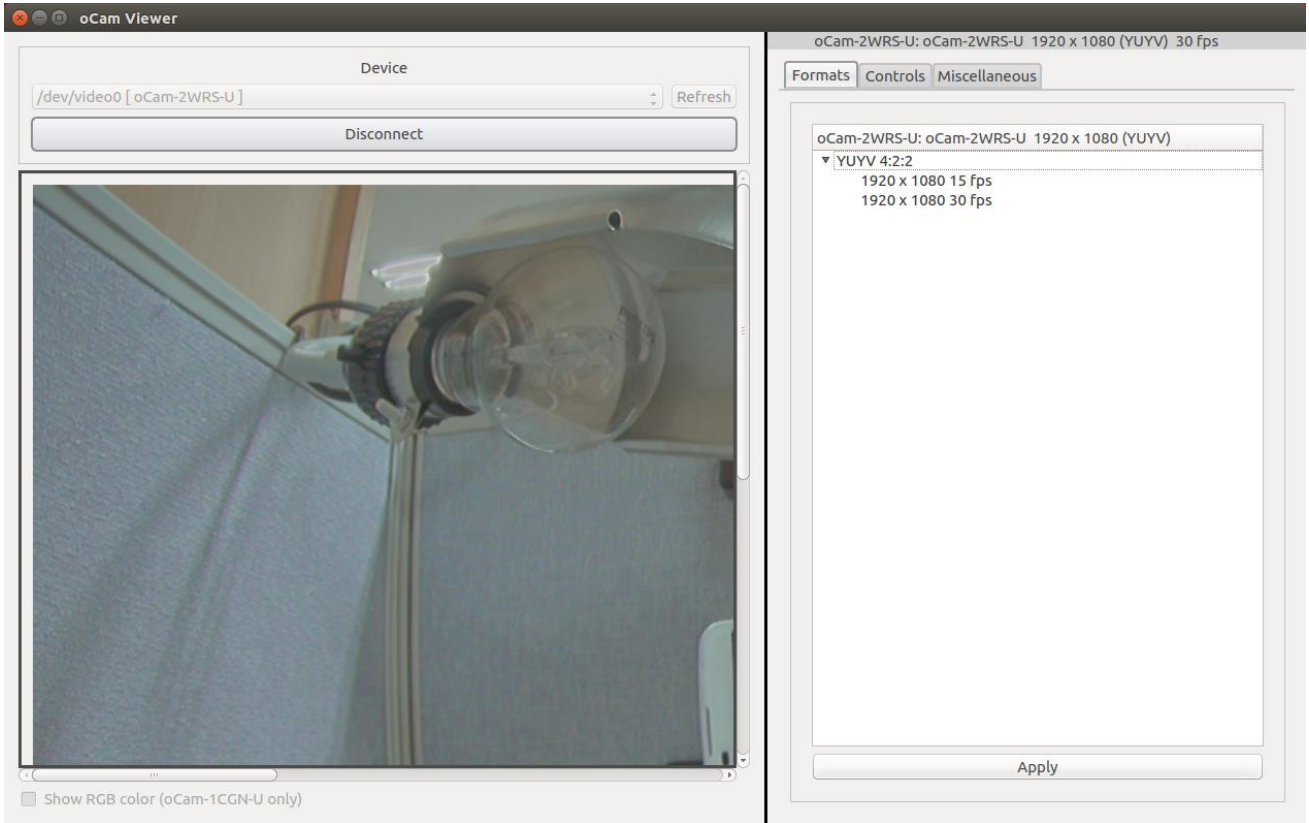 oCam Viewer
Device
/dev/video0 [ oCam-2WRS-U ]
Refresh
Disconnect
Show RGB color (oCam-1CGN-U only)
oCam-2WRS-U: oCam-2WRS-U 1920 x 1080 (YUYV) 30 fps
Formats Controls Miscellaneous
oCam-2WRS-U: oCam-2WRS-U 1920 x 1080 (YUYV)
YUYV 4:2:2
1920 x 1080 15 fps
1920 x 1080 30 fps
Apply